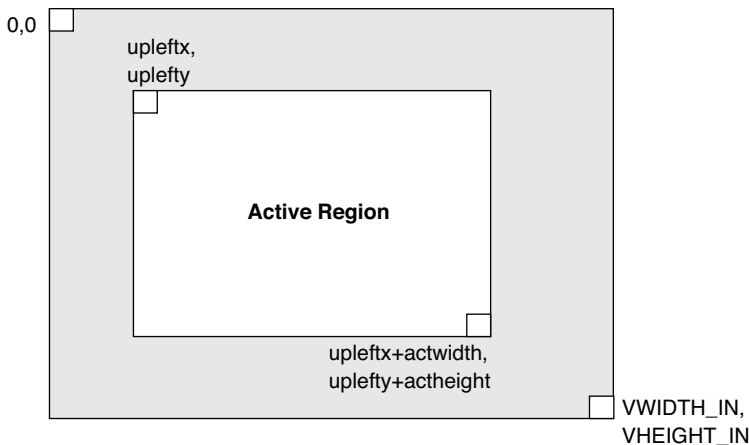 0,0
upleftx,
uplefty
Active Region
upleftx+actwidth,
uplefty+actheight
VWIDTH_IN,
VHEIGHT_IN